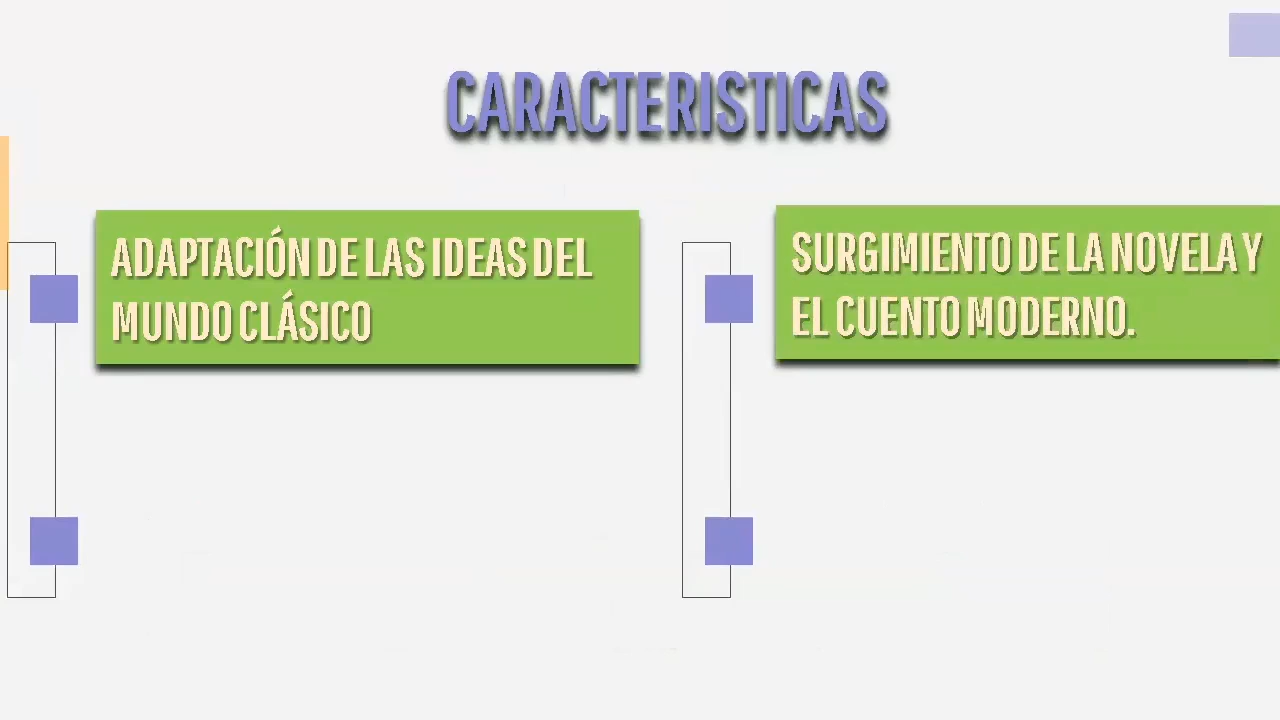 CARACTERISTICAS
ADAPTACIÓN DE LAS IDEAS DEL
MUNDO CLÁSICO
SURGIMIENTO DE LA NOVELA Y
EL CUENTO MODERNO.